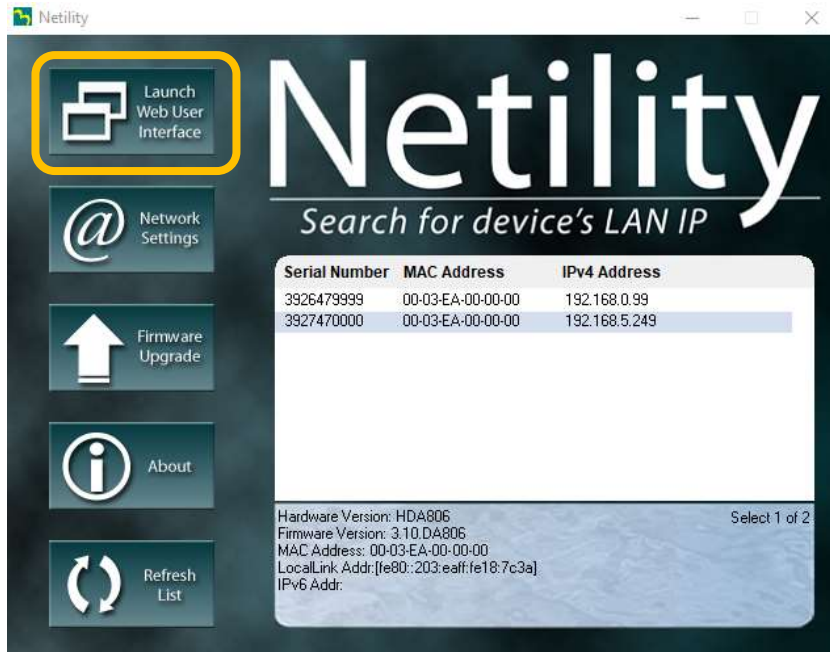 Netility
Launch
Web User
Interface
Network
Settings
Firmware
Upgrade
About
Refresh
List
Netility
Search for device's LAN IP
Serial Number MAC Address IPv4 Address
3926479999 00-03-EA-00-00-00 192.168.0.99
3927470000 00-03-EA-00-00-00 192.168.5.249
Hardware Version: HDA806 Select 1 of 2
Firmware Version: 3.10.DA806
MAC Address: 00-03-EA-00-00-00
LocalLink Addr:[fe80::203:eaff:fe18:7c3a]
IPv6 Addr: